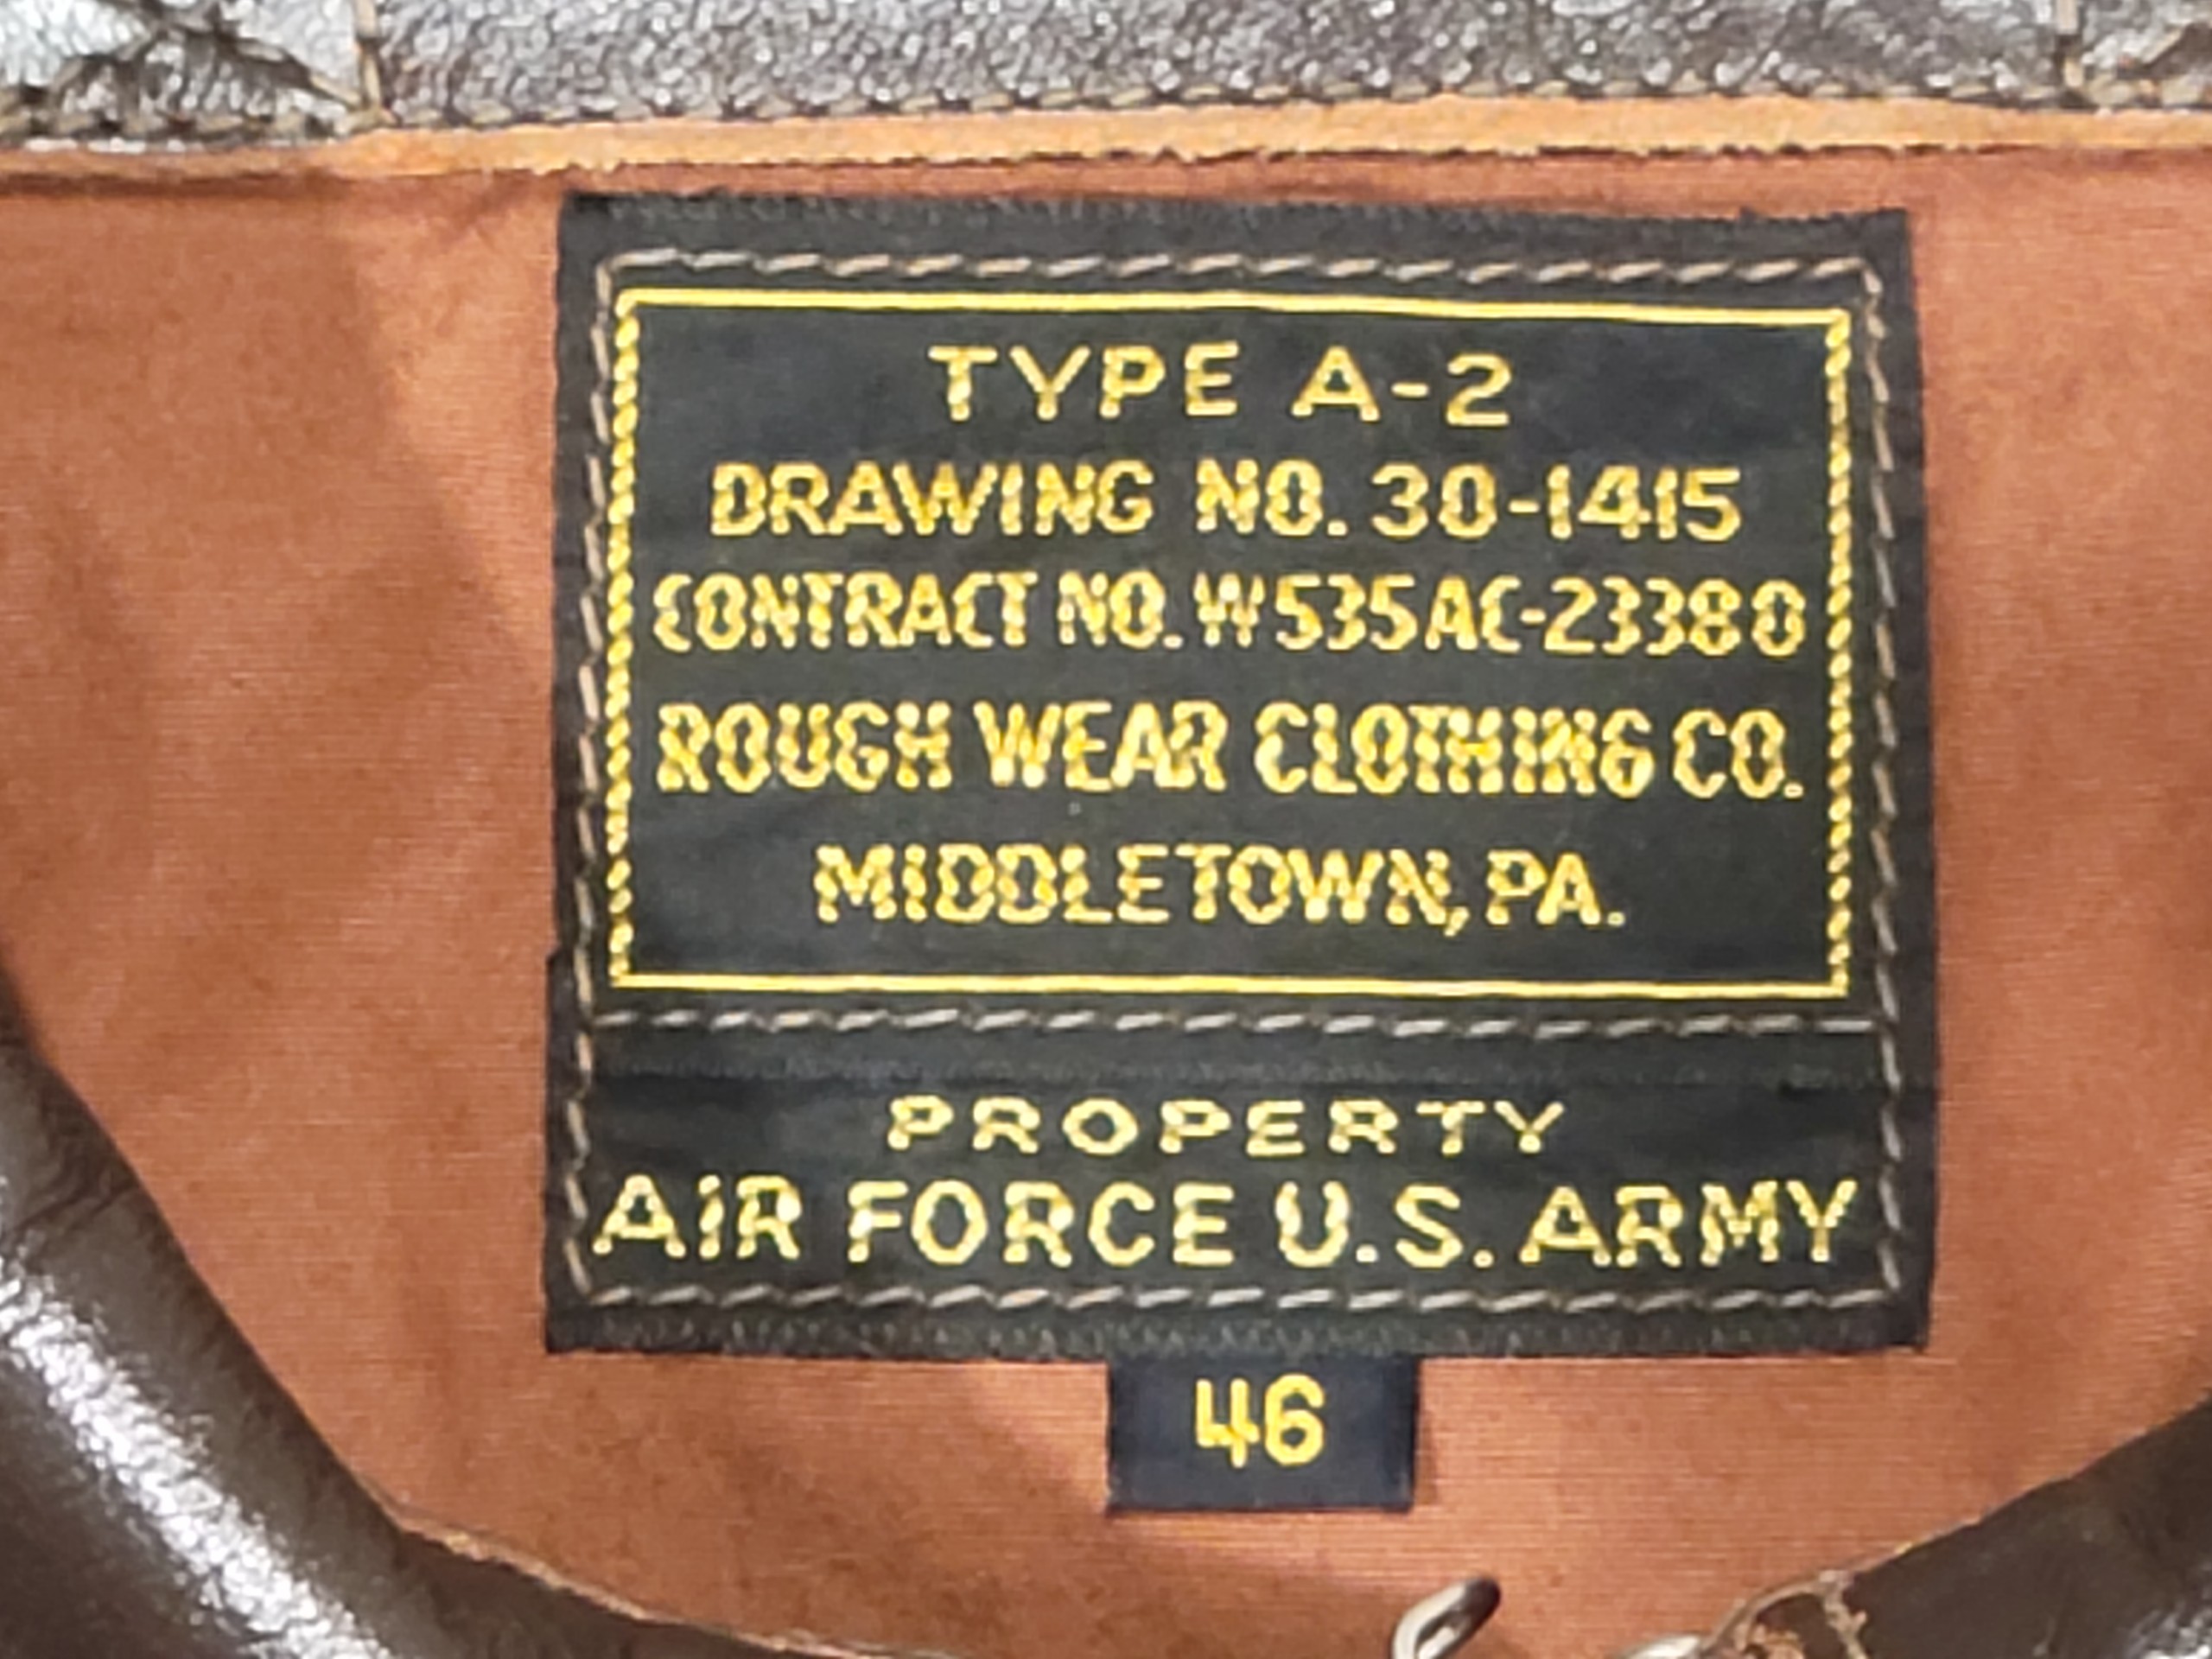 TYPE A-2
DRAWING NO. 30-1415
CONTRACT NO. W535AC-23380
ROUGH WEAR CLOTHING CO.
MIDDLETOWN, PA.
PROPERTY
AIR FORCE U.S. ARMY
46